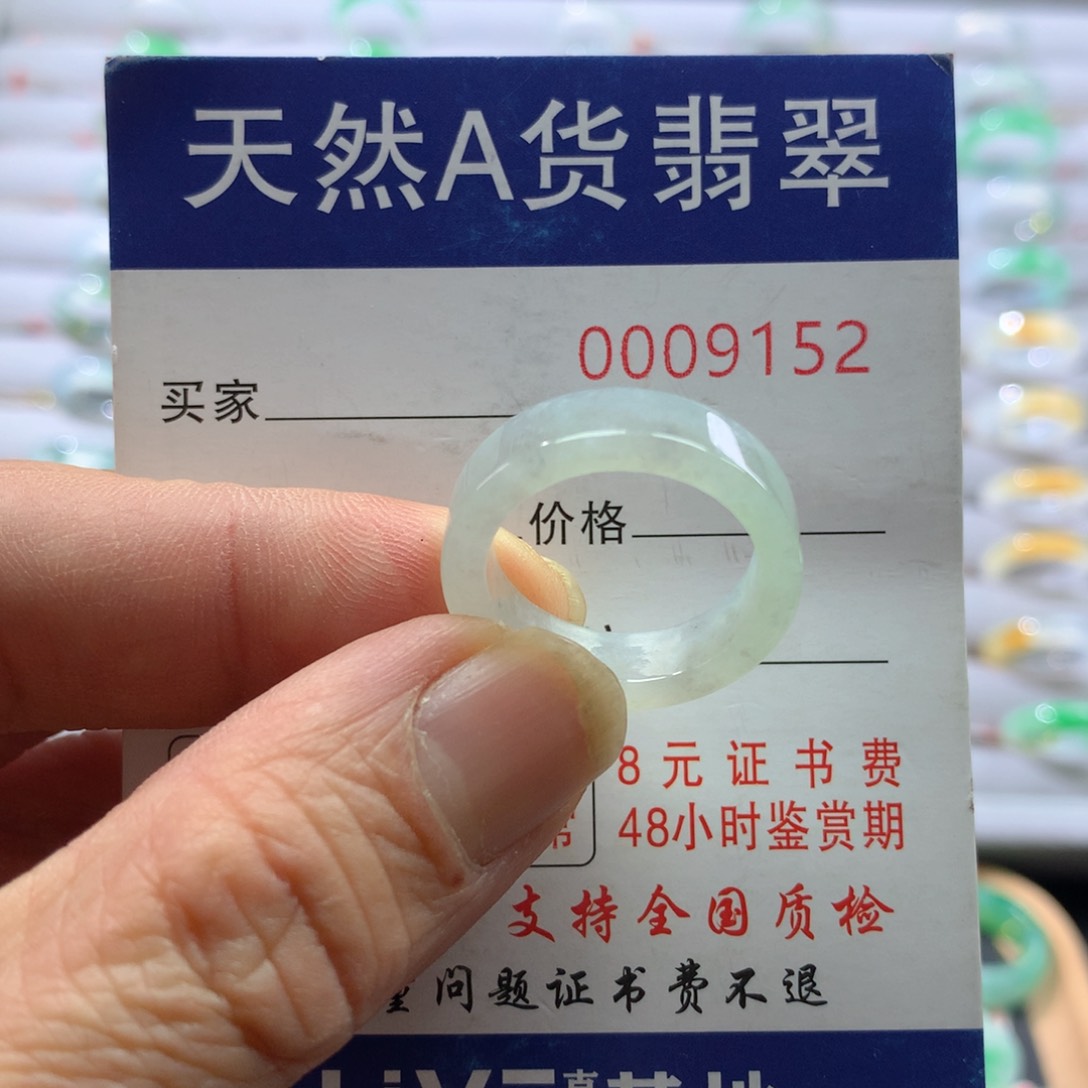 天然A货翡翠
0009152
买家
价格
8元证书费
48小时鉴赏期
支持全国质检
问题证书费不退